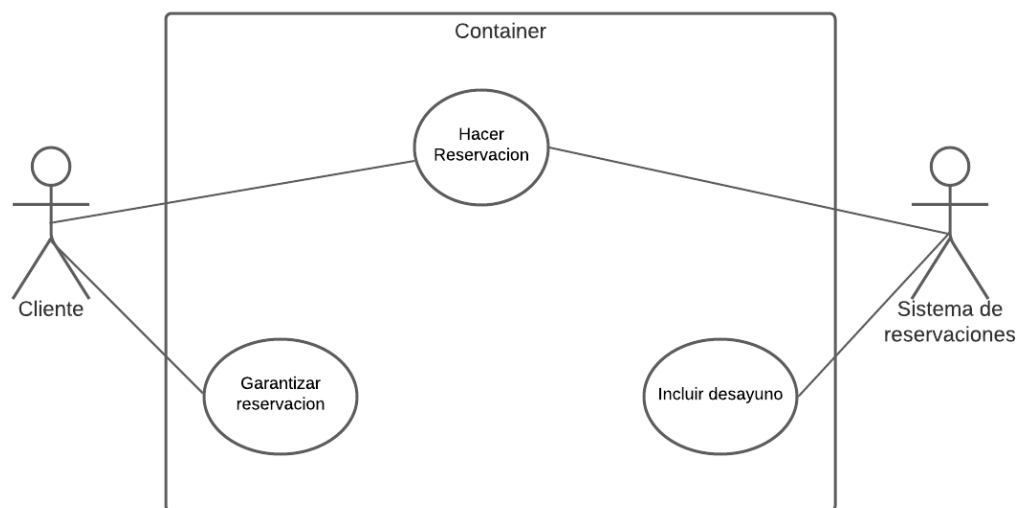 Container
Hacer
Reservacion
Cliente
Sistema de
reservaciones
Garantizar
reservacion
Incluir desayuno